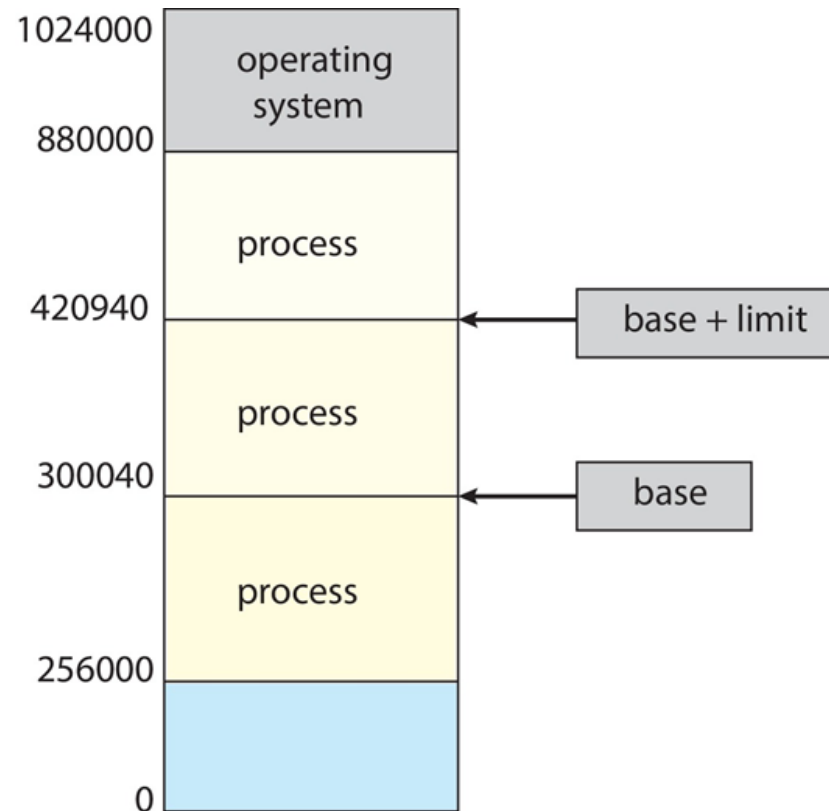 1024000
operating
system
880000
process
420940
base + limit
process
300040
base
process
256000
0